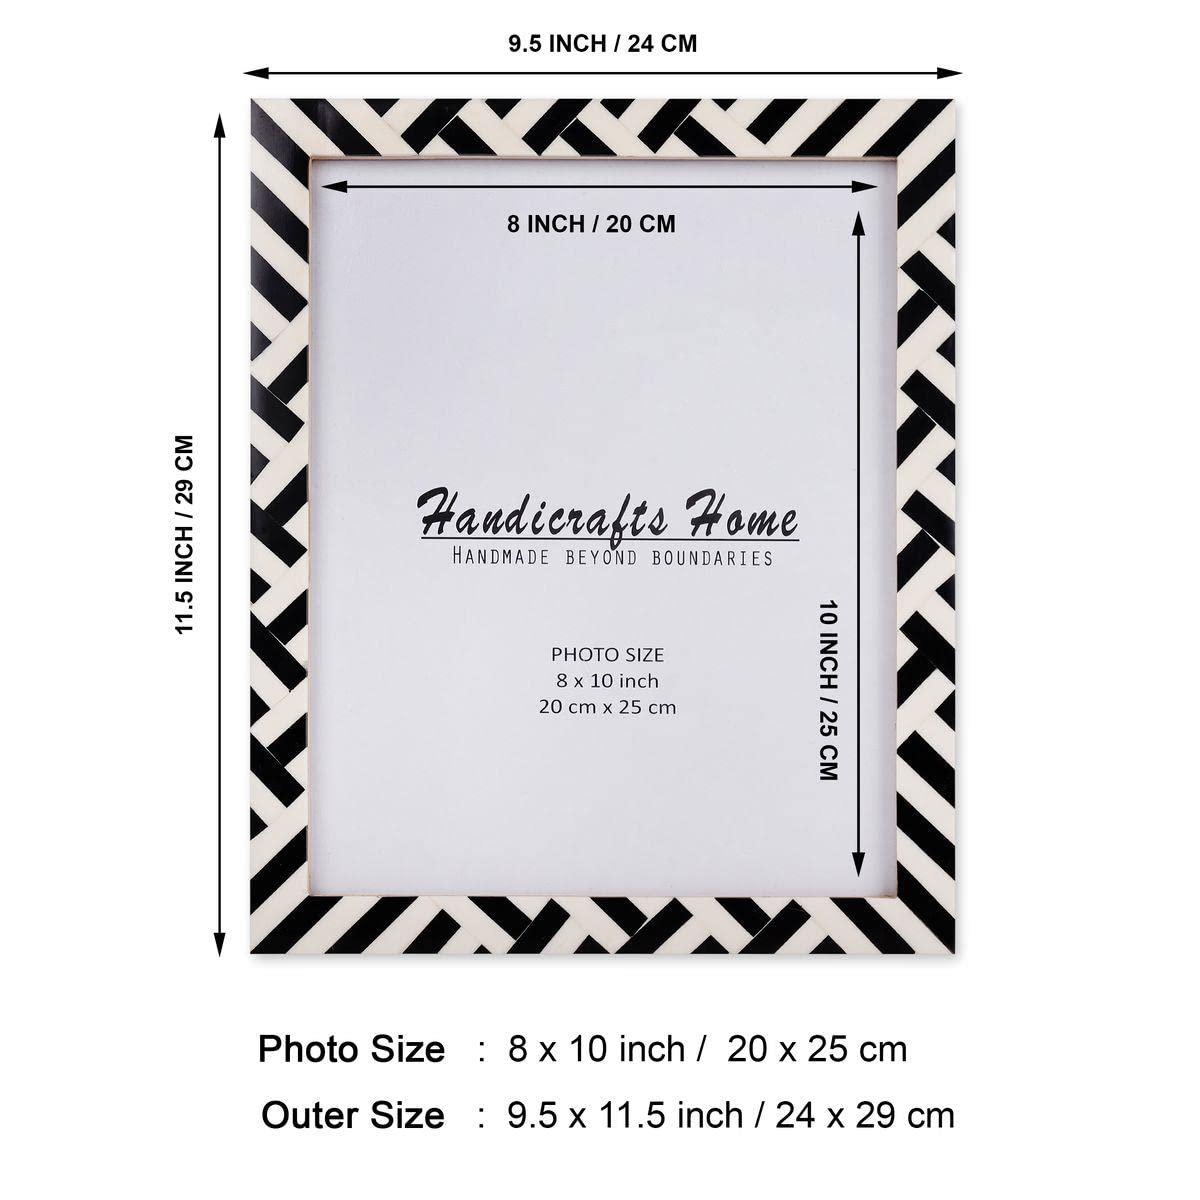 9.5 INCH / 24 CM
8 INCH / 20 CM
11.5 INCH / 29 CM
Handicrafts Home
HANDMADE BEYOND BOUNDARIES
10 INCH / 25 CM
PHOTO SIZE
8 x 10 inch
20 cm x 25 cm
Photo Size : 8 x 10 inch / 20 x 25 cm
Outer Size : 9.5 x 11.5 inch / 24 x 29 cm